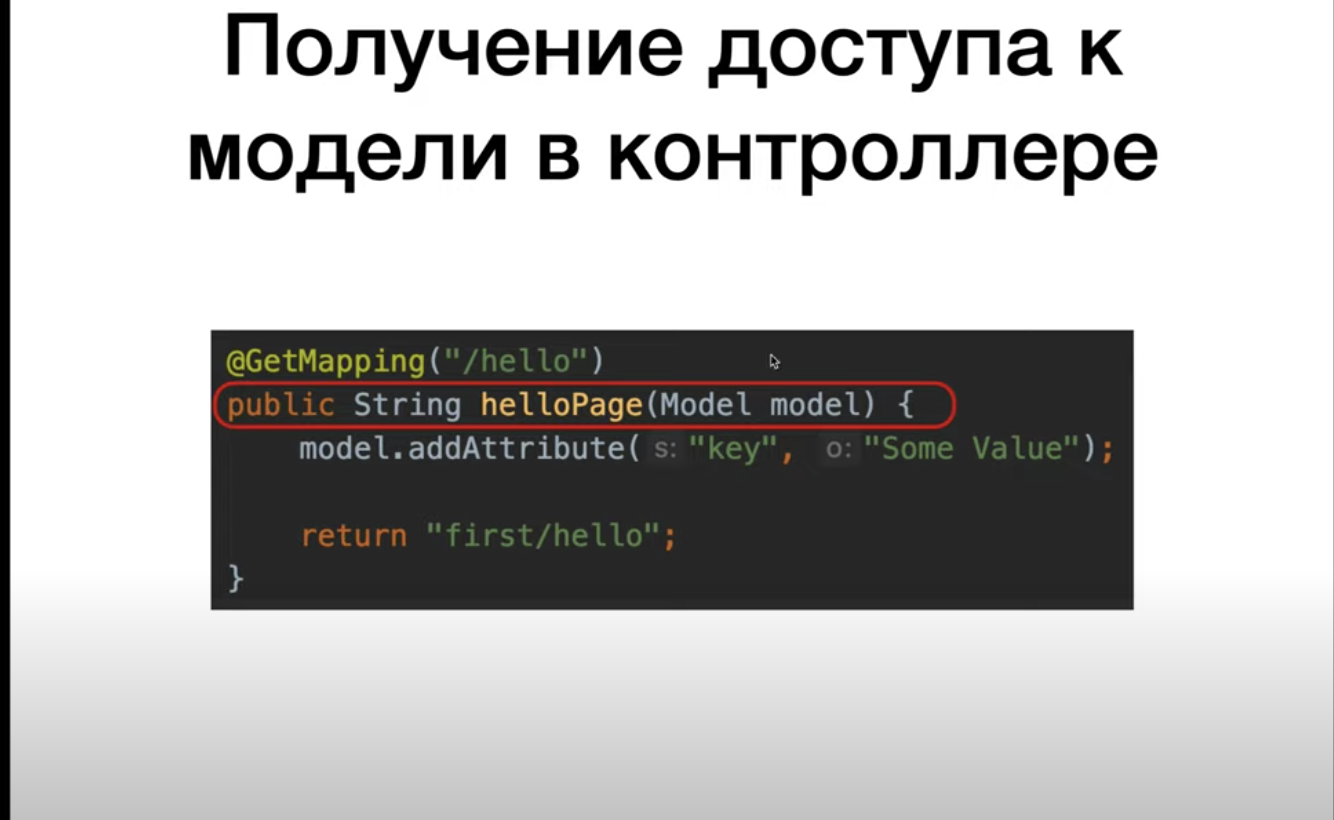 Получение доступа к
модели в контроллере
@GetMapping("/hello")
public String helloPage(Model model) {
model.addAttribute( s: "key", o: "Some Value");
return "first/hello";
}